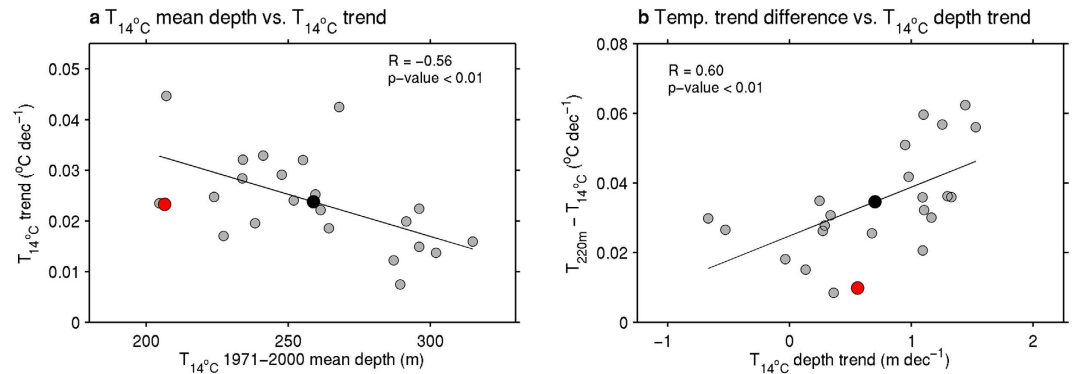 a T14°C mean depth vs. T14°C trend
R = −0.56
p-value < 0.01
T14°C trend (°C dec−1)
0.05
0.04
0.03
0.02
0.01
0
200 250 300
T14°C 1971−2000 mean depth (m)
b Temp. trend difference vs. T14°C depth trend
R = 0.60
p-value < 0.01
T220m − T14°C (°C dec−1)
0.08
0.06
0.04
0.02
0
−1 0 1 2
T14°C depth trend (m dec−1)